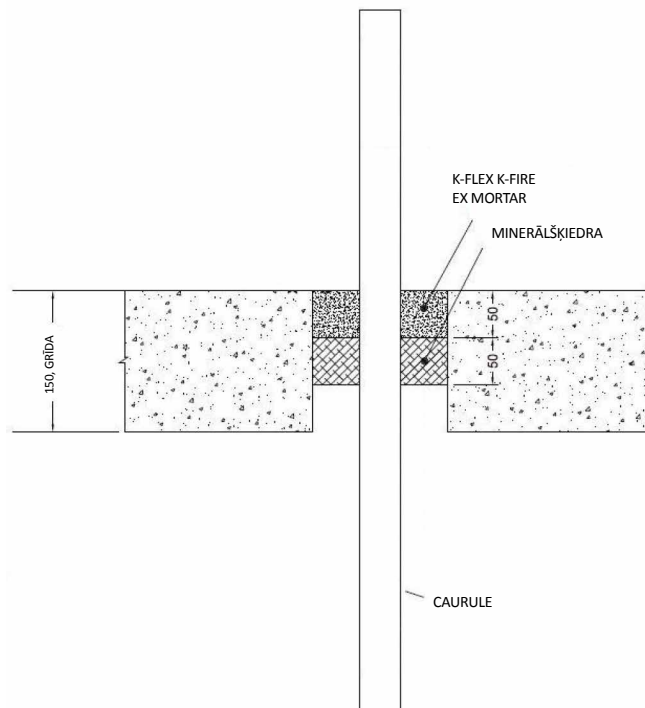 K-FLEX K-FIRE
EX MORTAR
MINERĀLŠĶIEDRA
150, GRĪDA
50
50
CAURULE